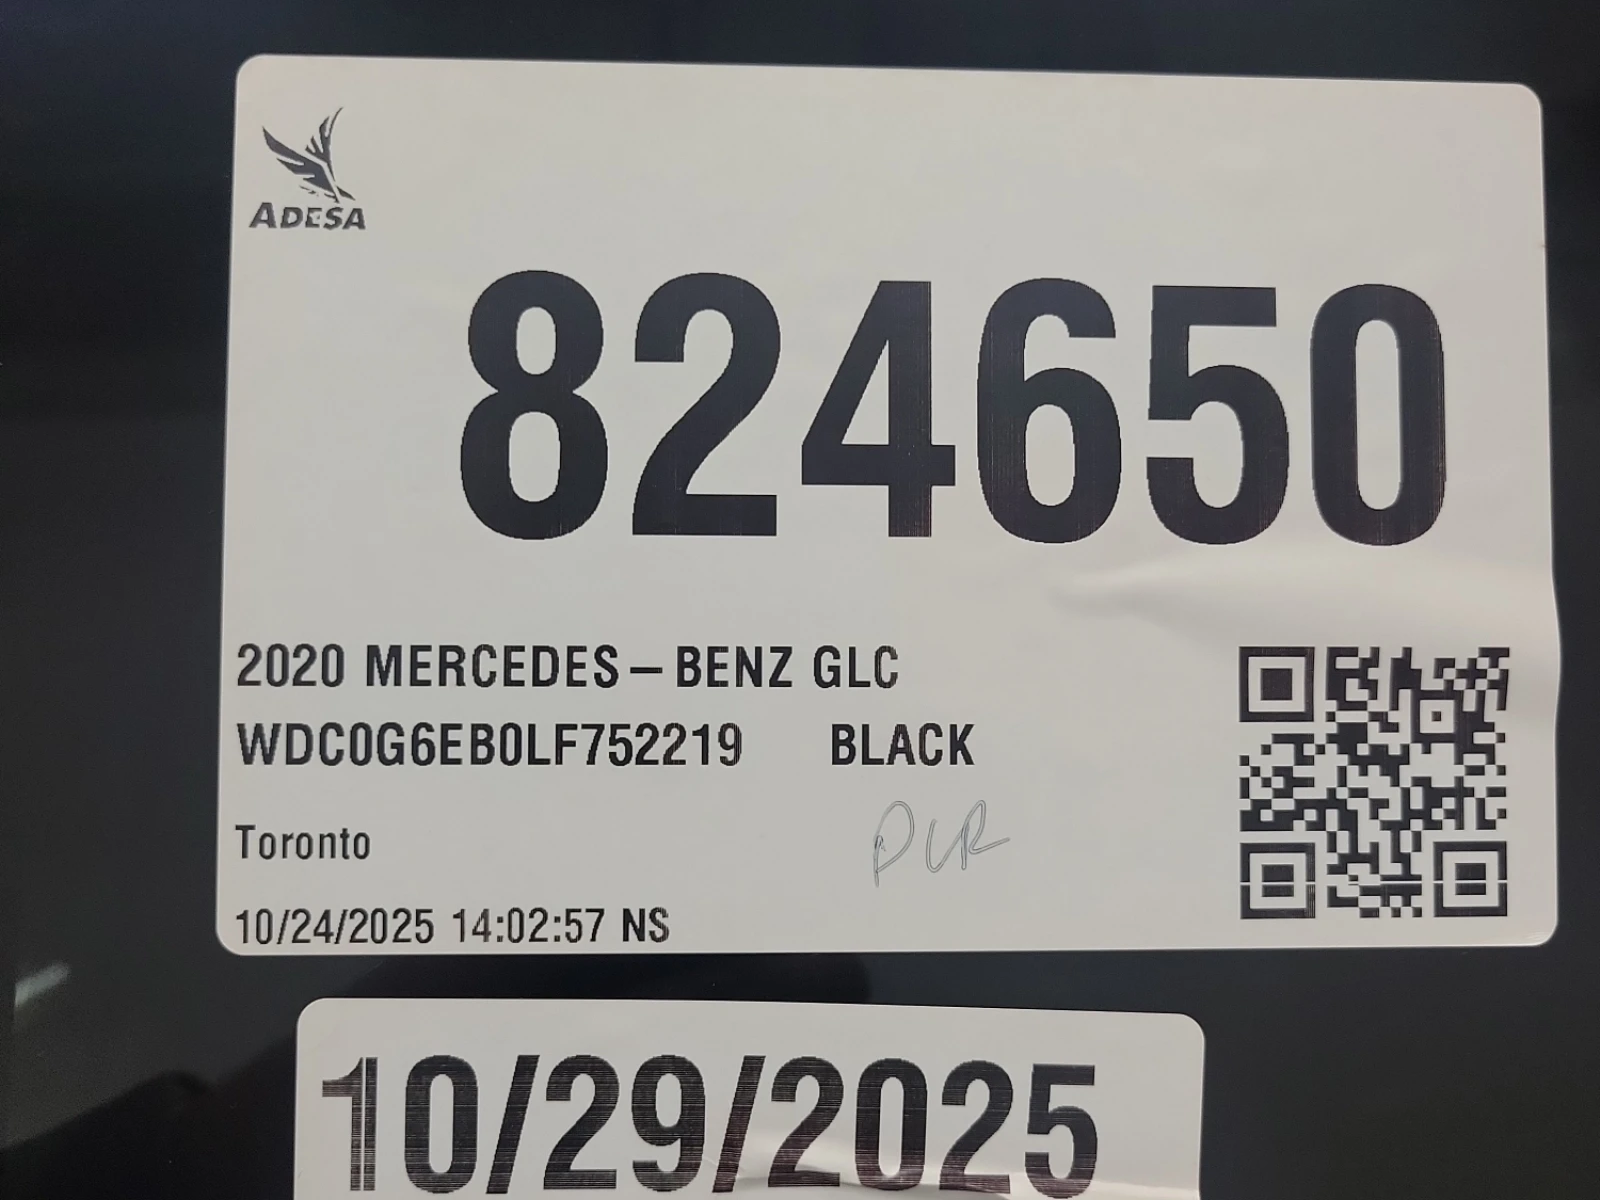 ADESA
824650
2020 MERCEDES-BENZ GLC
WDC0G6EB0LF752219 BLACK
Toronto
10/24/2025 14:02:57 NS
10/29/2025